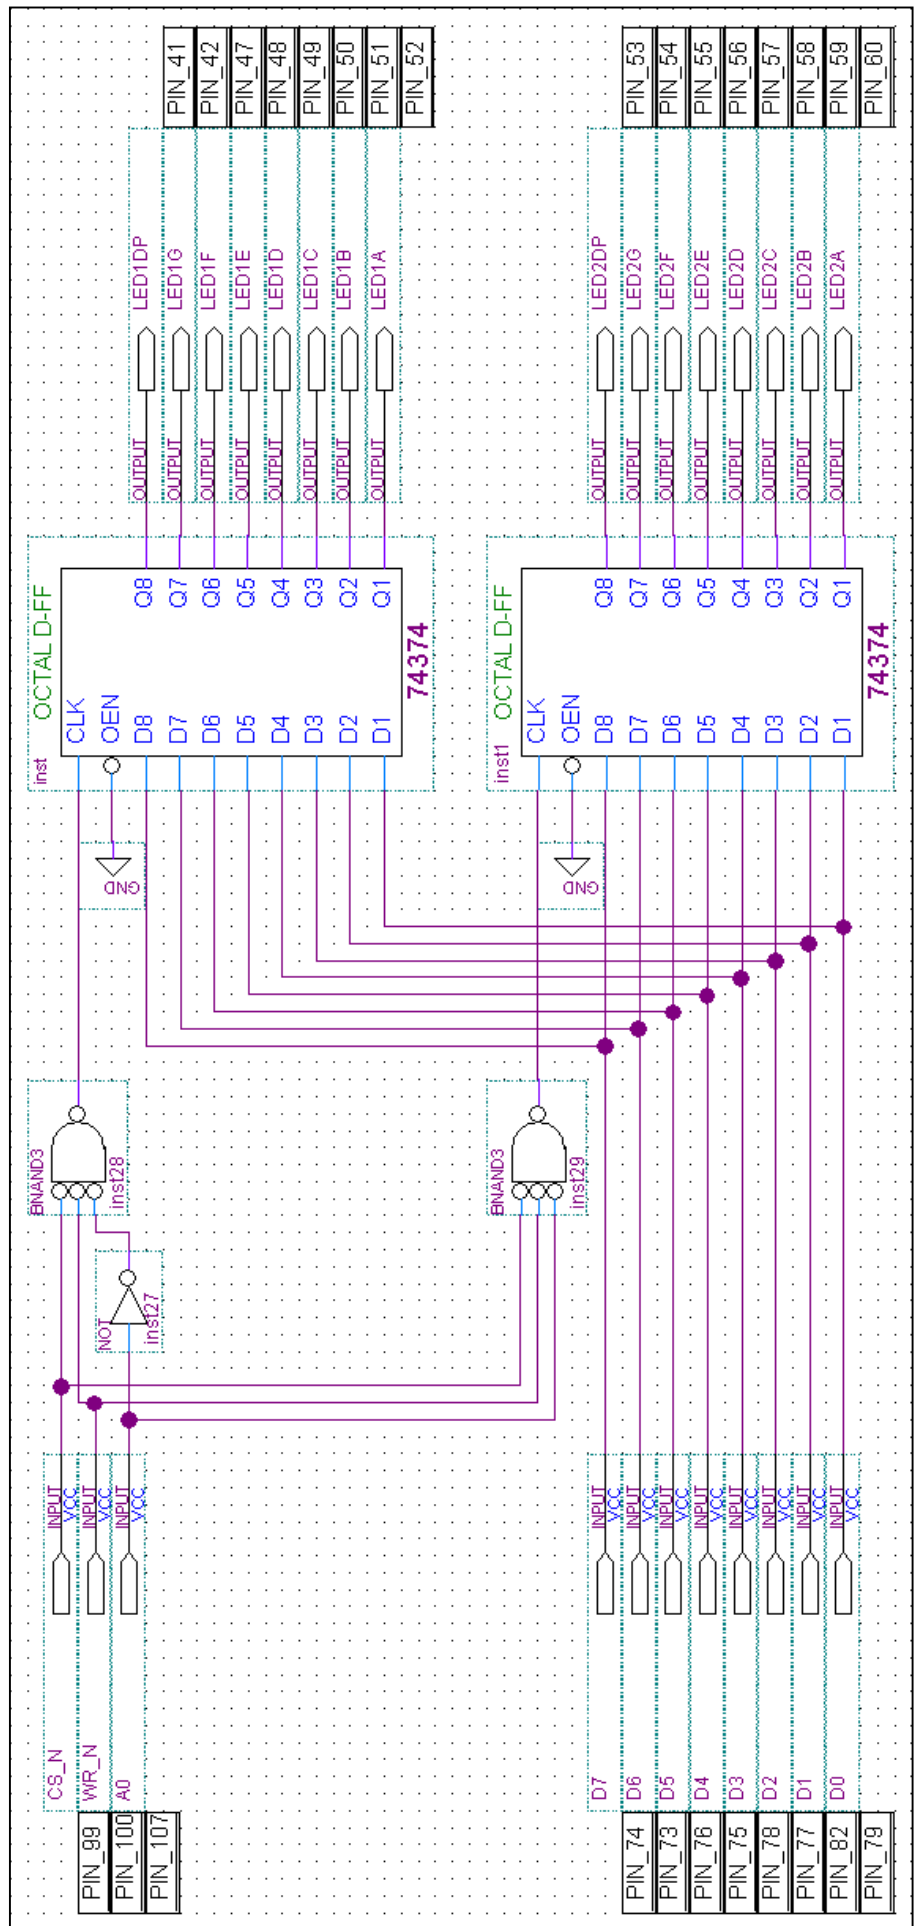 CS_N
WR_N
A0
INPUT
VCC
INPUT
VCC
INPUT
VCC
PIN_99
PIN_100
PIN_107
NOT
inst27
BNAND3
inst28
GND
OCTAL D-FF
CLK
OEN
D8 Q8
D7 Q7
D6 Q6
D5 Q5
D4 Q4
D3 Q3
D2 Q2
D1 Q1
inst
74374
OUTPUT LED1DP
OUTPUT LED1G
OUTPUT LED1F
OUTPUT LED1E
OUTPUT LED1D
OUTPUT LED1C
OUTPUT LED1B
OUTPUT LED1A
PIN_41
PIN_42
PIN_47
PIN_48
PIN_49
PIN_50
PIN_51
PIN_52
D7
D6
D5
D4
D3
D2
D1
D0
INPUT
VCC
INPUT
VCC
INPUT
VCC
INPUT
VCC
INPUT
VCC
INPUT
VCC
INPUT
VCC
INPUT
VCC
PIN_74
PIN_73
PIN_76
PIN_75
PIN_78
PIN_77
PIN_82
PIN_79
BNAND3
inst29
GND
OCTAL D-FF
CLK
OEN
D8 Q8
D7 Q7
D6 Q6
D5 Q5
D4 Q4
D3 Q3
D2 Q2
D1 Q1
inst1
74374
OUTPUT LED2DP
OUTPUT LED2G
OUTPUT LED2F
OUTPUT LED2E
OUTPUT LED2D
OUTPUT LED2C
OUTPUT LED2B
OUTPUT LED2A
PIN_53
PIN_54
PIN_55
PIN_56
PIN_57
PIN_58
PIN_59
PIN_60